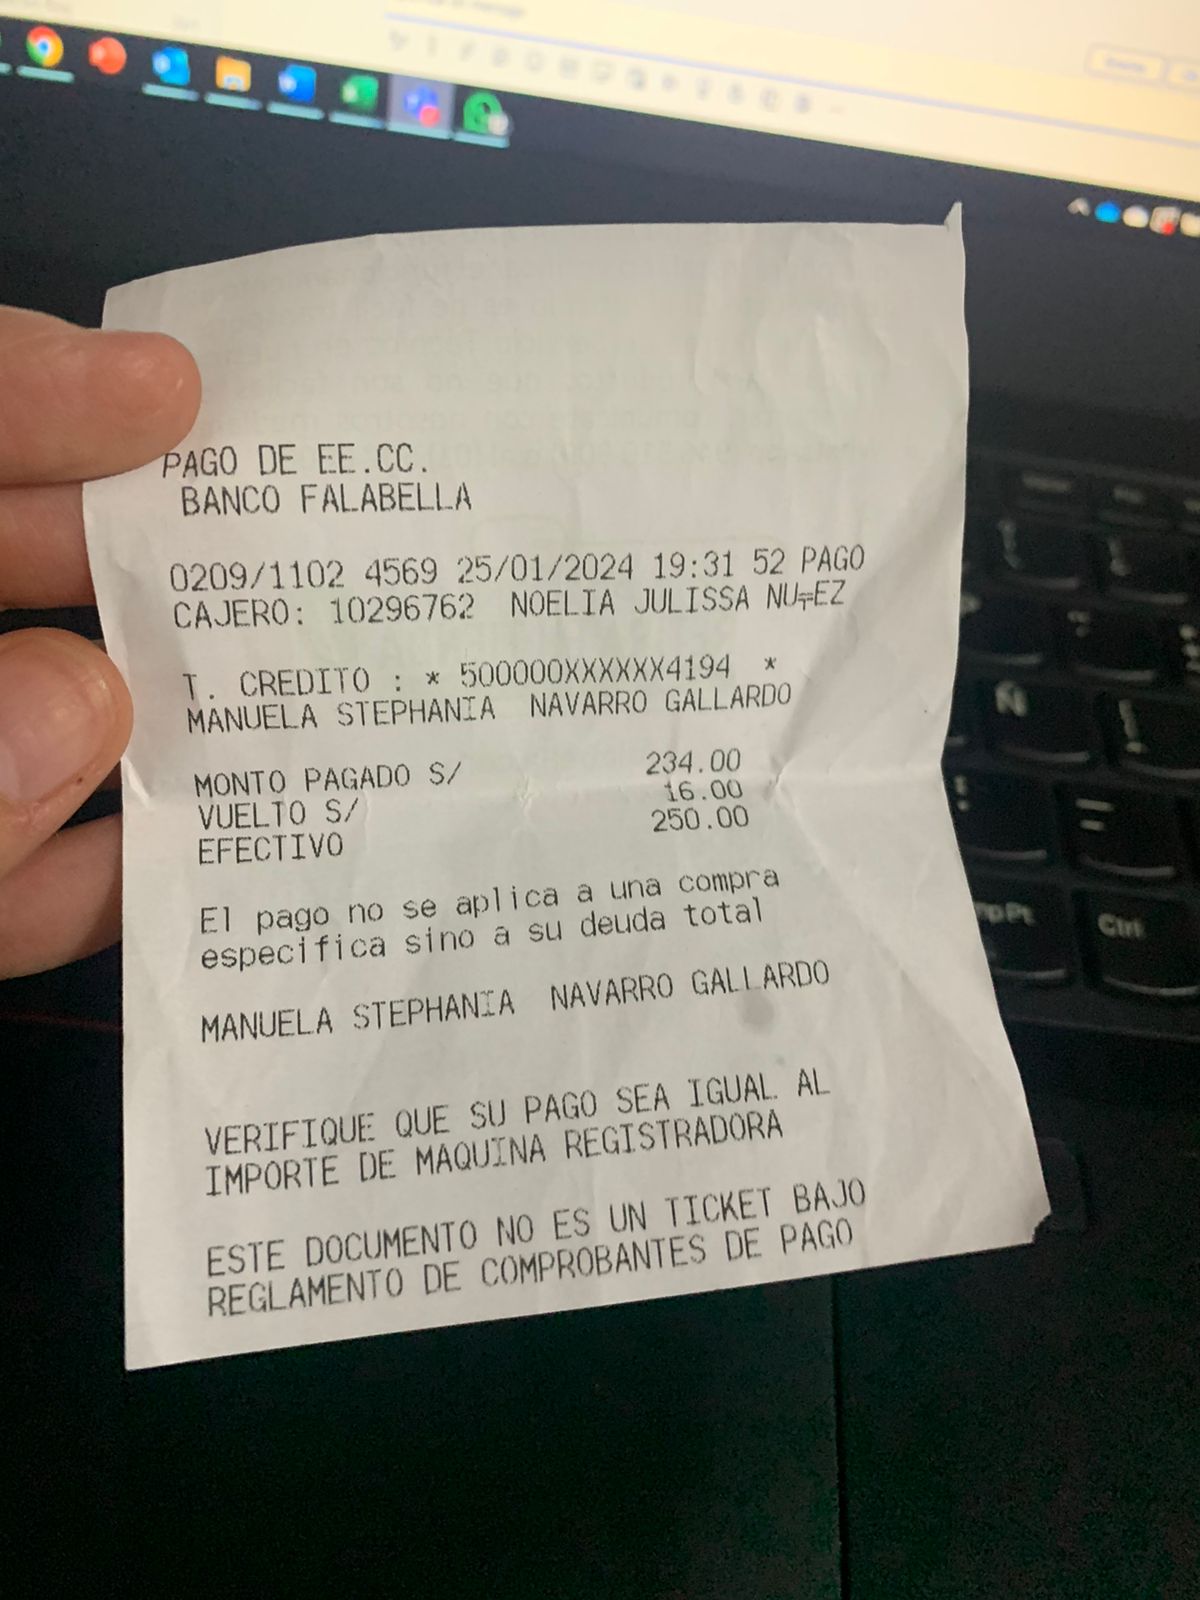 PAGO DE EE.CC.
BANCO FALABELLA
0209/1102 4569 25/01/2024 19:31 52 PAGO
CAJERO: 10296762 NOELIA JULISSA NU╤EZ
T. CREDITO : * 500000XXXXXX4194 *
MANUELA STEPHANIA NAVARRO GALLARDO
MONTO PAGADO S/ 234.00
VUELTO S/ 16.00
EFECTIVO 250.00
El pago no se aplica a una compra
especifica sino a su deuda total
MANUELA STEPHANIA NAVARRO GALLARDO
VERIFIQUE QUE SU PAGO SEA IGUAL AL
IMPORTE DE MAQUINA REGISTRADORA
ESTE DOCUMENTO NO ES UN TICKET BAJO
REGLAMENTO DE COMPROBANTES DE PAGO
Ñ
Ctrl